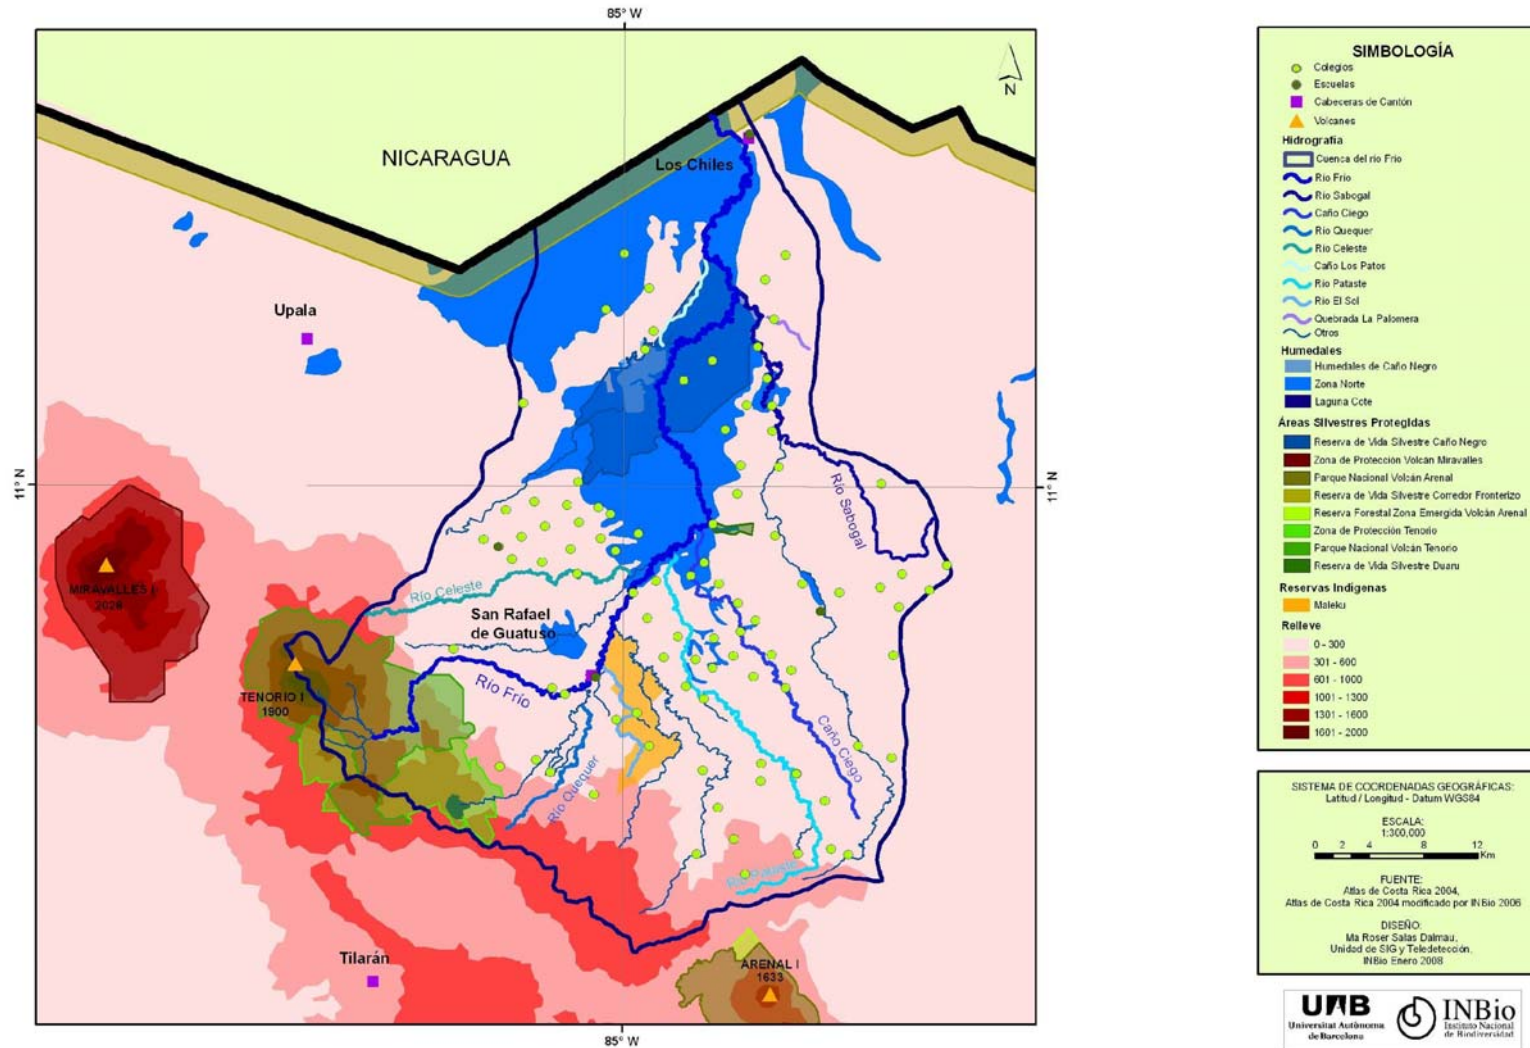 85° W
N
NICARAGUA
Los Chiles
Upala
11° N
11° N
Río Sabogal
MIRAVALLES I
2028
Río Celeste
San Rafael
de Guatuso
TENORIO I
1900
Río Frío
Caño Ciego
Río Quequer
Río Pataste
Tilarán
ARENAL I
1633
85° W
SIMBOLOGÍA
Colegios
Escuelas
Cabeceras de Cantón
Volcanes
Hidrografía
Cuenca del río Frío
Río Frío
Río Sabogal
Caño Ciego
Río Quequer
Río Celeste
Caño Los Patos
Río Pataste
Río El Sol
Quebrada La Palomera
Otros
Humedales
Humedales de Caño Negro
Zona Norte
Laguna Cote
Áreas Silvestres Protegidas
Reserva de Vida Silvestre Caño Negro
Zona de Protección Volcán Miravalles
Parque Nacional Volcán Arenal
Reserva de Vida Silvestre Corredor Fronterizo
Reserva Forestal Zona Emergida Volcán Arenal
Zona de Protección Tenorio
Parque Nacional Volcán Tenorio
Reserva de Vida Silvestre Duaru
Reservas Indígenas
Maleku
Relieve
0 - 300
301 - 600
601 - 1000
1001 - 1300
1301 - 1600
1601 - 2000
SISTEMA DE COORDENADAS GEOGRÁFICAS:
Latitud / Longitud - Datum WGS84
ESCALA:
1:300,000
0 2 4 8 12
Km
FUENTE:
Atlas de Costa Rica 2004,
Atlas de Costa Rica 2004 modificado por INBio 2006
DISEÑO:
Ma Roser Salas Dalmau,
Unidad de SIG y Teledetección.
INBio Enero 2008
UAB
Universitat Autònoma
de Barcelona
INBio
Instituto Nacional
de Biodiversidad